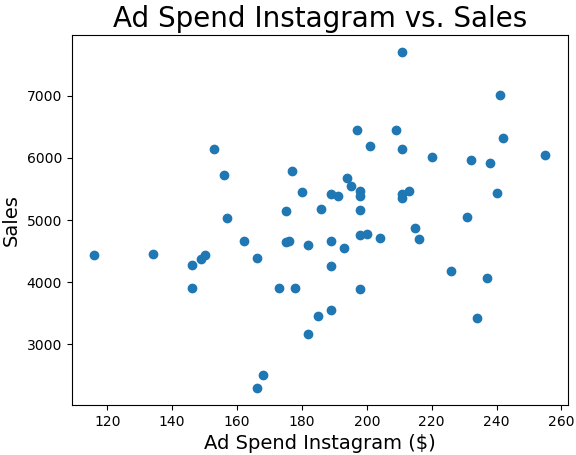 Ad Spend Instagram vs. Sales
7000
6000
5000
4000
3000
Sales
120 140 160 180 200 220 240 260
Ad Spend Instagram ($)